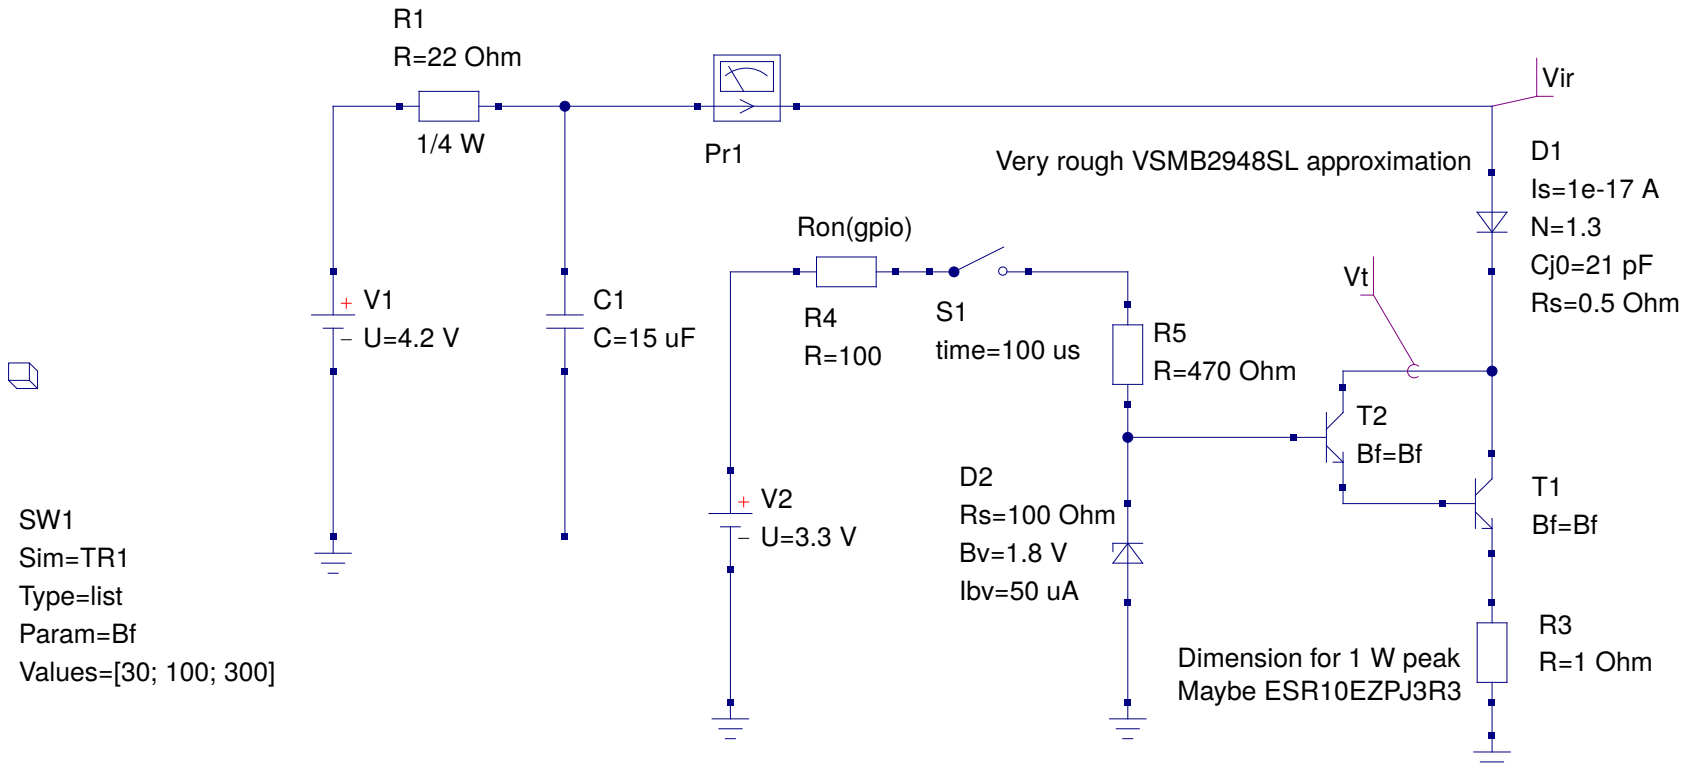 R1
R=22 Ohm
1/4 W
Pr1
Vir
Very rough VSMB2948SL approximation
D1
Is=1e-17 A
N=1.3
Cj0=21 pF
Rs=0.5 Ohm
Ron(gpio)
R4
R=100
S1
time=100 us
Vt
+ V1
− U=4.2 V
C1
C=15 uF
R5
R=470 Ohm
T2
Bf=Bf
D2
Rs=100 Ohm
Bv=1.8 V
Ibv=50 uA
T1
Bf=Bf
+ V2
− U=3.3 V
SW1
Sim=TR1
Type=list
Param=Bf
Values=[30; 100; 300]
Dimension for 1 W peak
Maybe ESR10EZPJ3R3
R3
R=1 Ohm